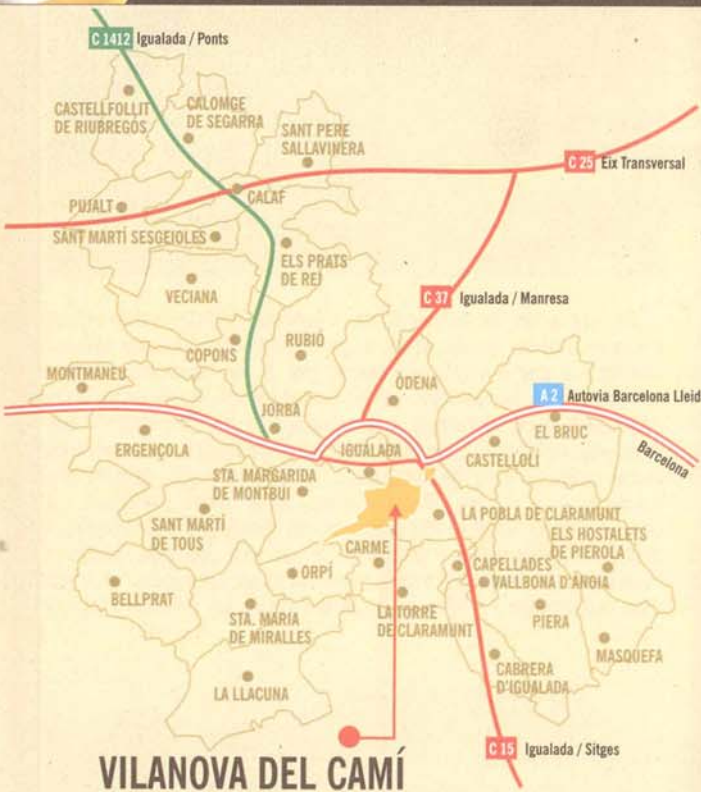 C 1412 Igualada / Ponts
CASTELLFOLLIT
DE RIUBREGÓS
CALOMGE
DE SEGARRA
SANT PERE
SALLAVINERA
C 25 Eix Transversal
PUJALT
CALAF
SANT MARTÍ SESGEIOLES
ELS PRATS
DE REI
VECIANA
C 37 Igualada / Manresa
COPONS
RUBIÓ
MONTMANEU
ÒDENA
A 2 Autovia Barcelona Lleid
JORBA
EL BRUC
ERGENÇOLA
IGUALADA
CASTELLOLÍ
Barcelona
STA. MARGARIDA
DE MONTBUI
SANT MARTÍ
DE TOUS
LA POBLA DE CLARAMUNT
ELS HOSTALETS
DE PIEROLA
CARME
CAPELLADES
VALLBONA D'ANOIA
ORPÍ
BELLPRAT
STA. MARIA
DE MIRALLES
LA TORRE
DE CLARAMUNT
PIERA
MASQUEFA
CABRERA
D'IGUALADA
LA LLACUNA
C 15 Igualada / Sitges
VILANOVA DEL CAMÍ